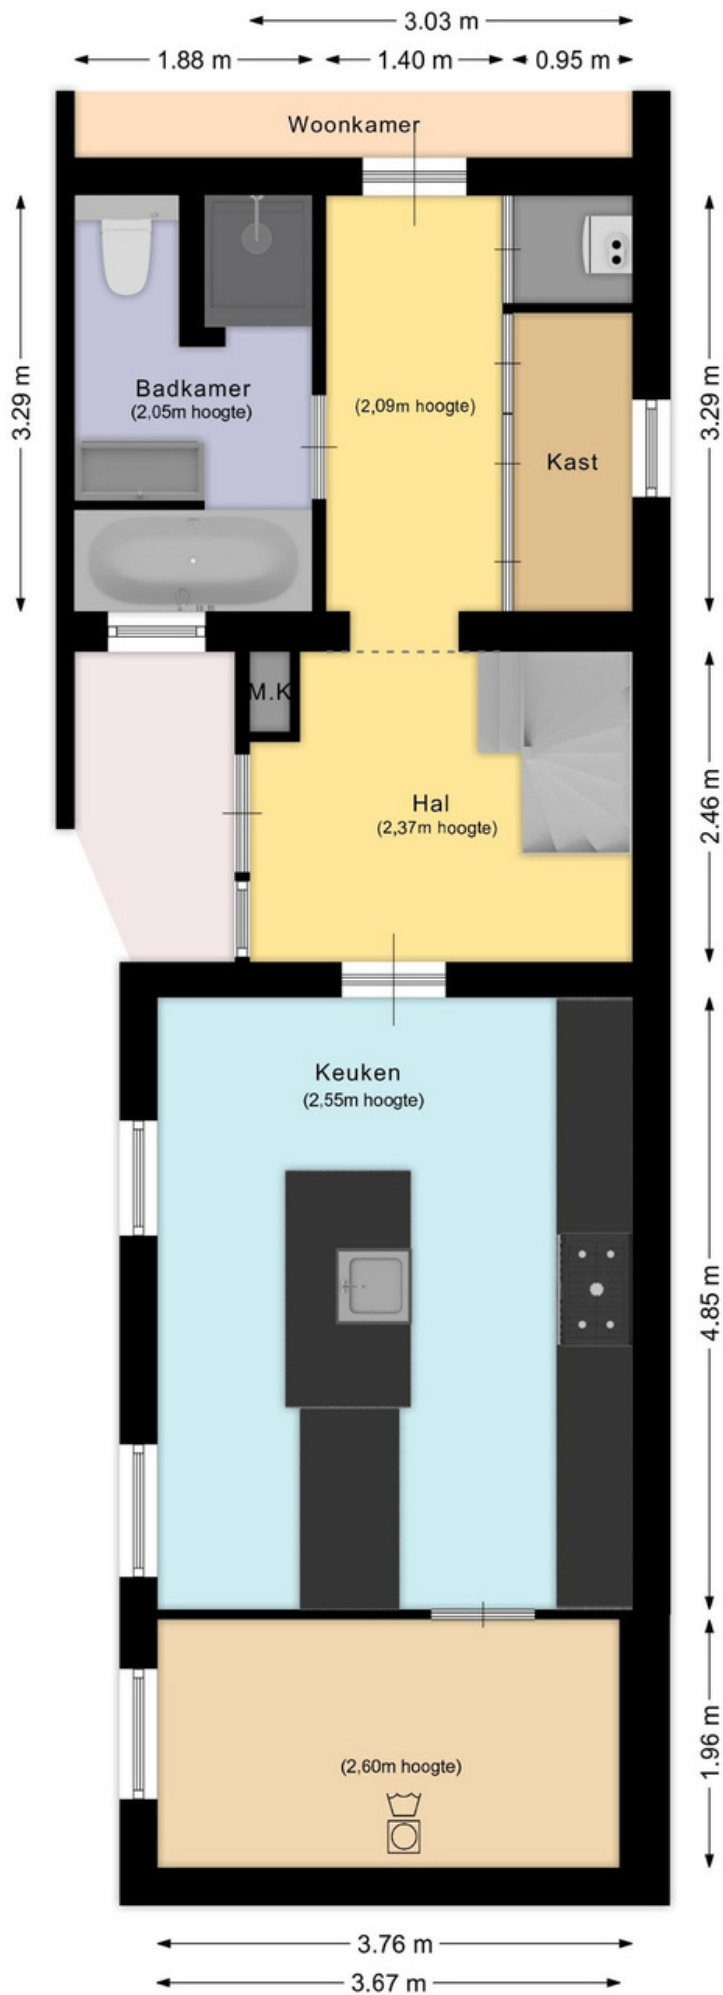 3.03 m
1.88 m
1.40 m
0.95 m
Woonkamer
3.29 m
3.29 m
Badkamer
(2,05m hoogte)
(2,09m hoogte)
Kast
M.K
2.46 m
Hal
(2,37m hoogte)
Keuken
(2,55m hoogte)
4.85 m
1.96 m
(2,60m hoogte)
3.76 m
3.67 m